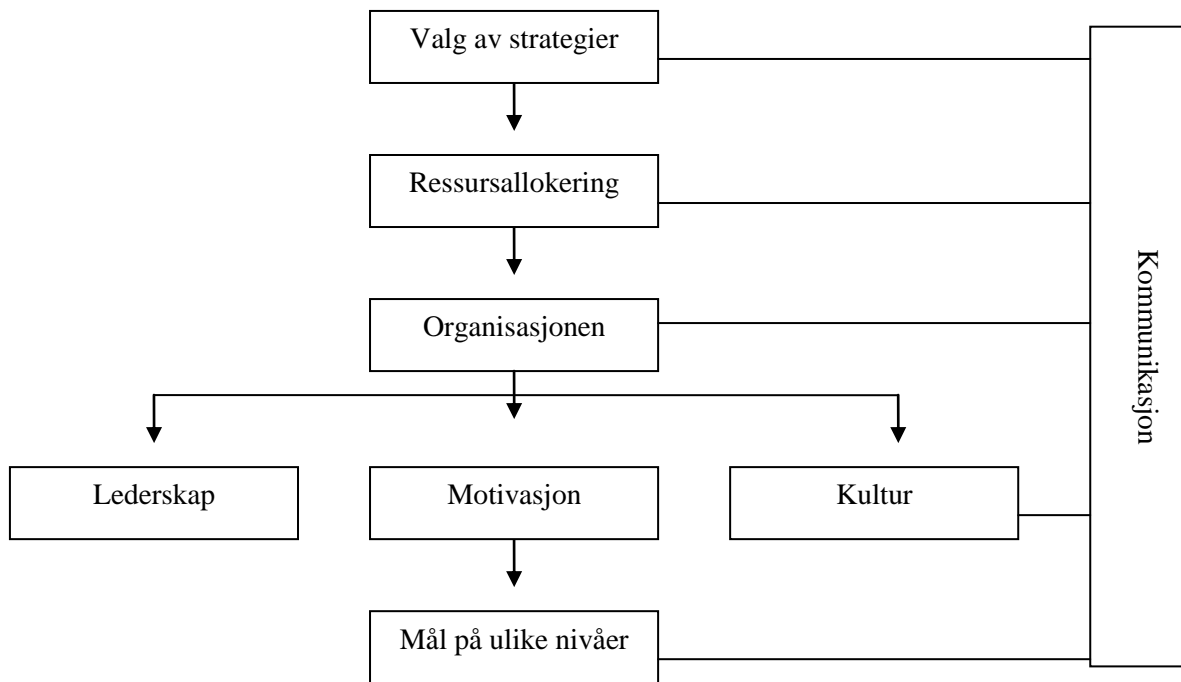 Valg av strategier
Ressursallokering
Organisasjonen
Lederskap
Motivasjon
Kultur
Mål på ulike nivåer
Kommunikasjon